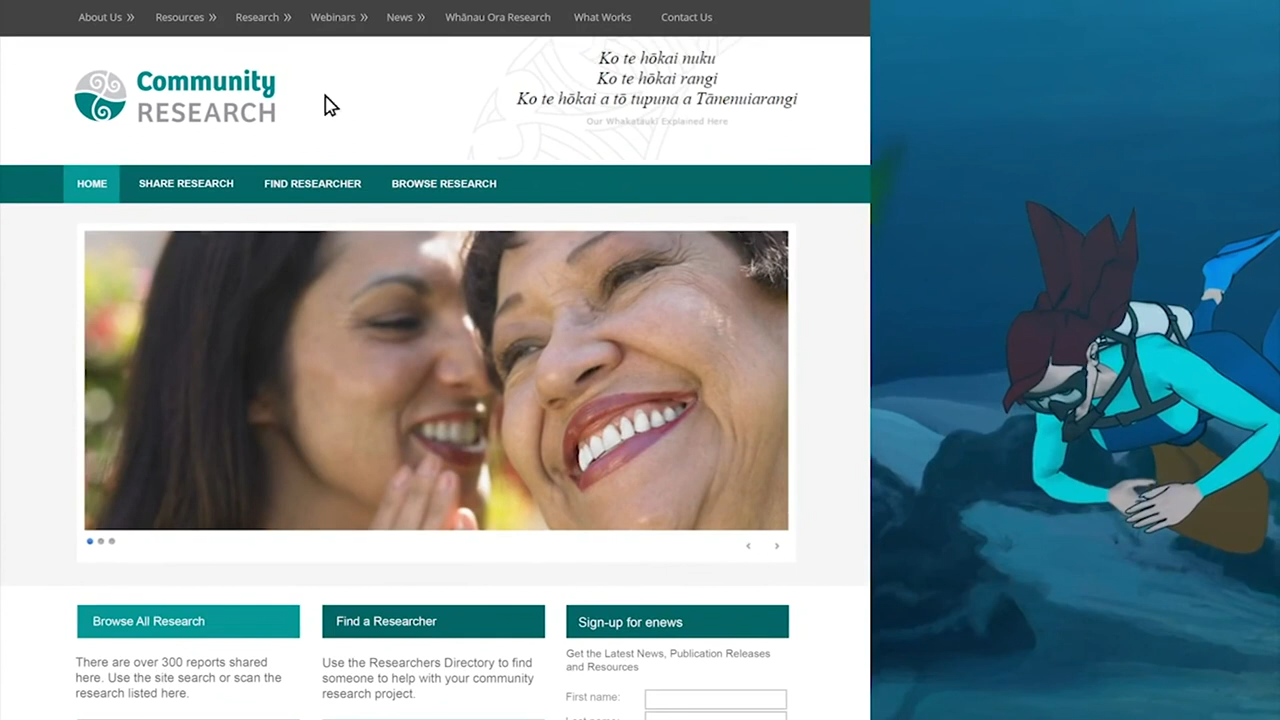 About Us »
Resources »
Research »
Webinars »
News »
Whānau Ora Research
What Works
Contact Us
Community
RESEARCH
Ko te hōkai nuku
Ko te hōkai rangi
Ko te hōkai a tō tupuna a Tānenuiarangi
Our Whakatauki Explained Here
HOME
SHARE RESEARCH
FIND RESEARCHER
BROWSE RESEARCH
Browse All Research
There are over 300 reports shared
here. Use the site search or scan the
research listed here.
Find a Researcher
Use the Researchers Directory to find
someone to help with your community
research project.
Sign-up for enews
Get the Latest News, Publication Releases
and Resources
First name: